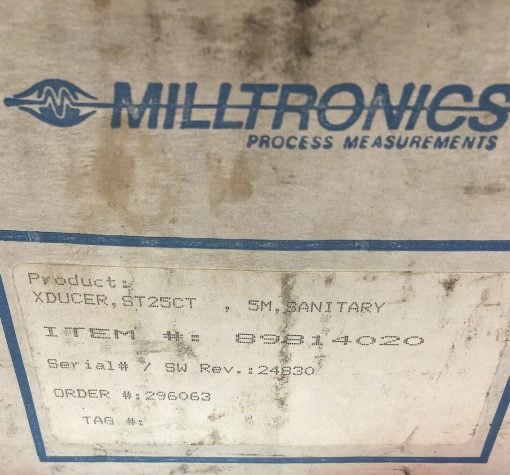 MILLTRONICS
PROCESS MEASUREMENTS
Product:
XDUCER,ST25CT , 5M,SANITARY
ITEM #: 89814020
Serial# / SW Rev.:24830
ORDER #:296063
TAG #: